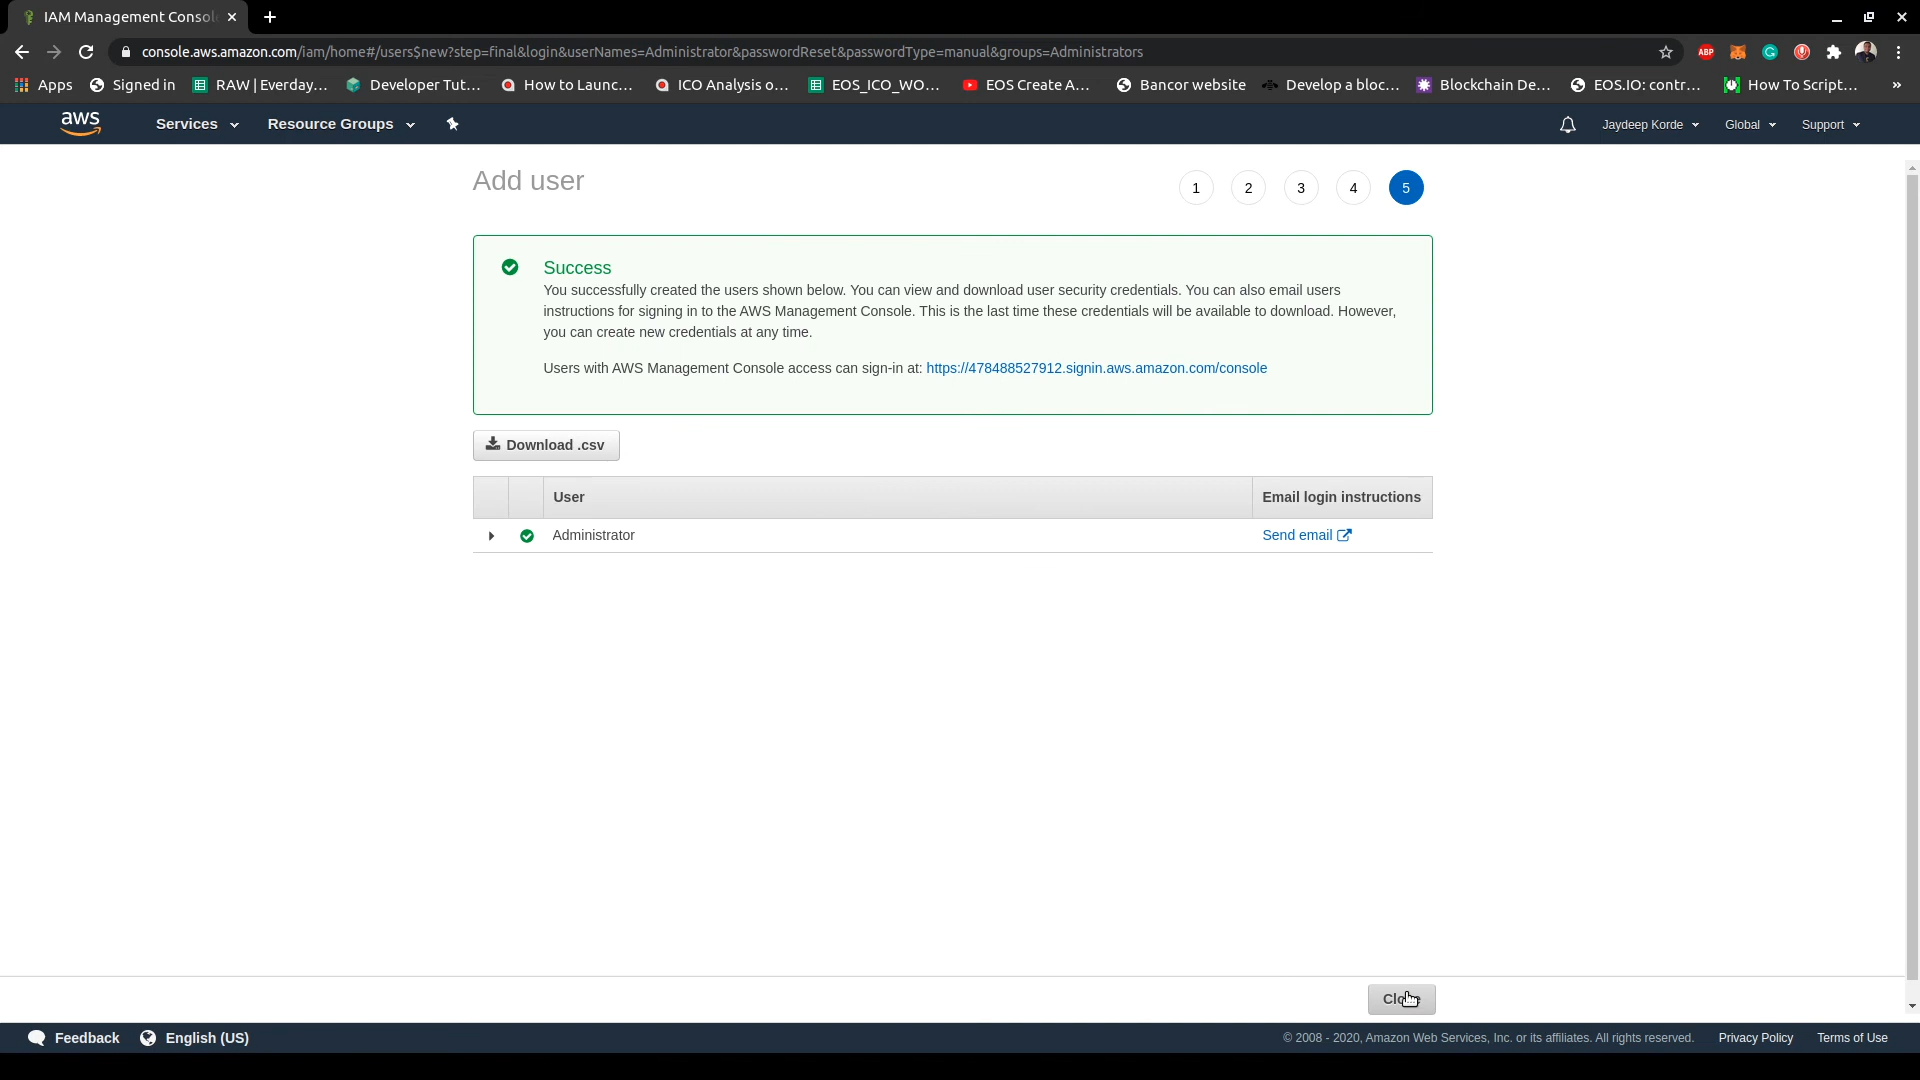 IAM Management Consol
console.aws.amazon.com/iam/home#/users$new?step=final&login&userNames=Administrator&passwordReset&passwordType=manual&groups=Administrators
ABP
Apps Signed in RAW | Everday... Developer Tut... How to Launc... ICO Analysis o... EOS_ICO_WO... EOS Create A... Bancor website Develop a bloc... Blockchain De... EOS.IO: contr... How To Script... »
aws Services Resource Groups Jaydeep Korde Global Support
Add user 1 2 3 4 5
Success
You successfully created the users shown below. You can view and download user security credentials. You can also email users
instructions for signing in to the AWS Management Console. This is the last time these credentials will be available to download. However,
you can create new credentials at any time.
Users with AWS Management Console access can sign-in at: https://478488527912.signin.aws.amazon.com/console
Download .csv
User Email login instructions
Administrator Send email
Feedback English (US) © 2008 - 2020, Amazon Web Services, Inc. or its affiliates. All rights reserved. Privacy Policy Terms of Use